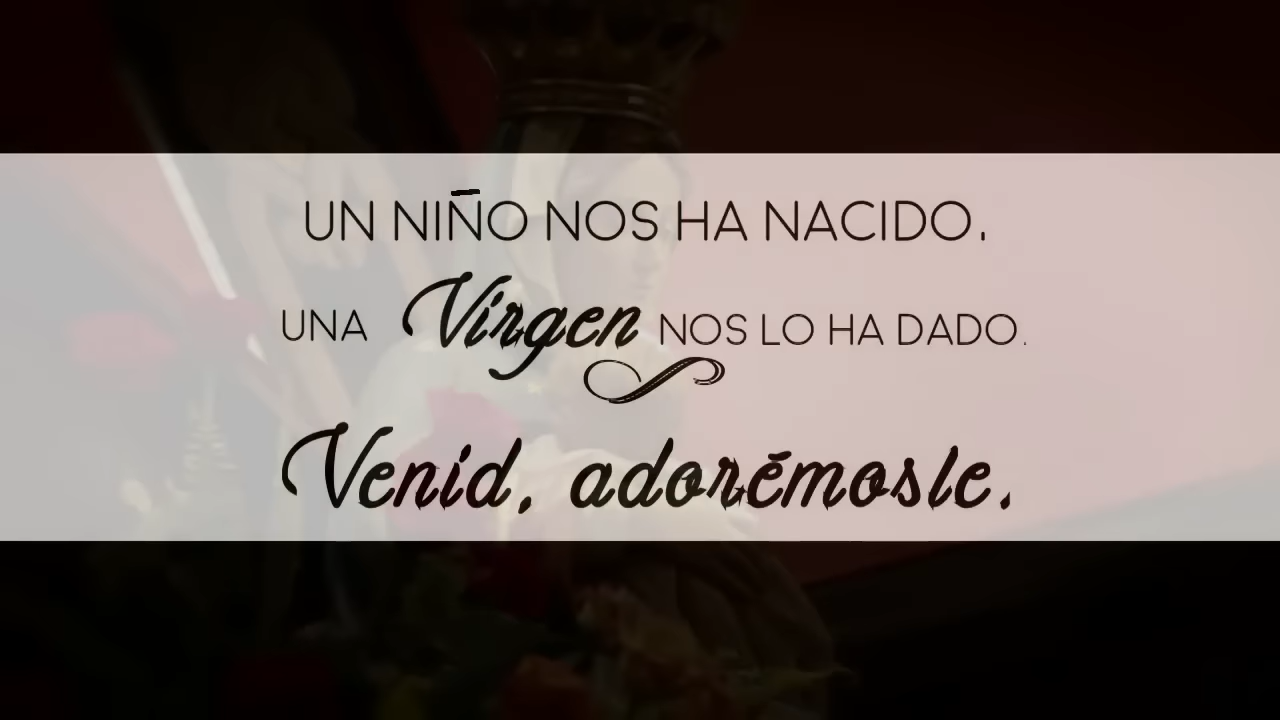 UN NIÑO NOS HA NACIDO.
UNA Virgen NOS LO HA DADO.
Venid, adorémosle.